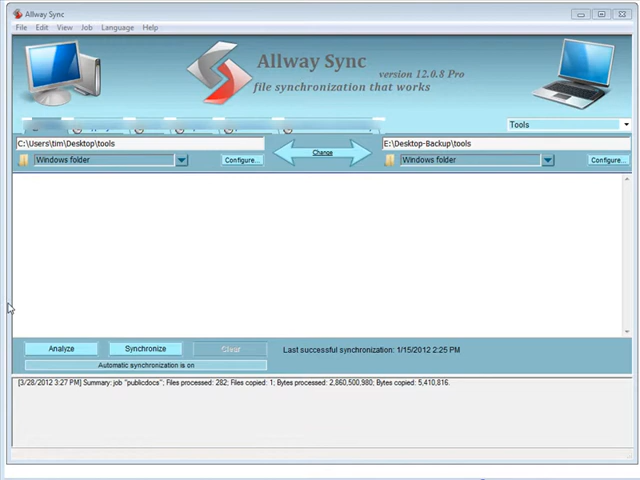 Allway Sync
File Edit View Job Language Help
Allway Sync
version 12.0.8 Pro
file synchronization that works
Tools
C:\Users\tim\Desktop\tools
Change
E:\Desktop-Backup\tools
Windows folder
Configure...
Windows folder
Configure...
Analyze
Synchronize
Clear
Last successful synchronization: 1/15/2012 2:25 PM
Automatic synchronization is on
[3/28/2012 3:27 PM] Summary: job "publicdocs"; Files processed: 282; Files copied: 1; Bytes processed: 2,860,500,980; Bytes copied: 5,410,816.